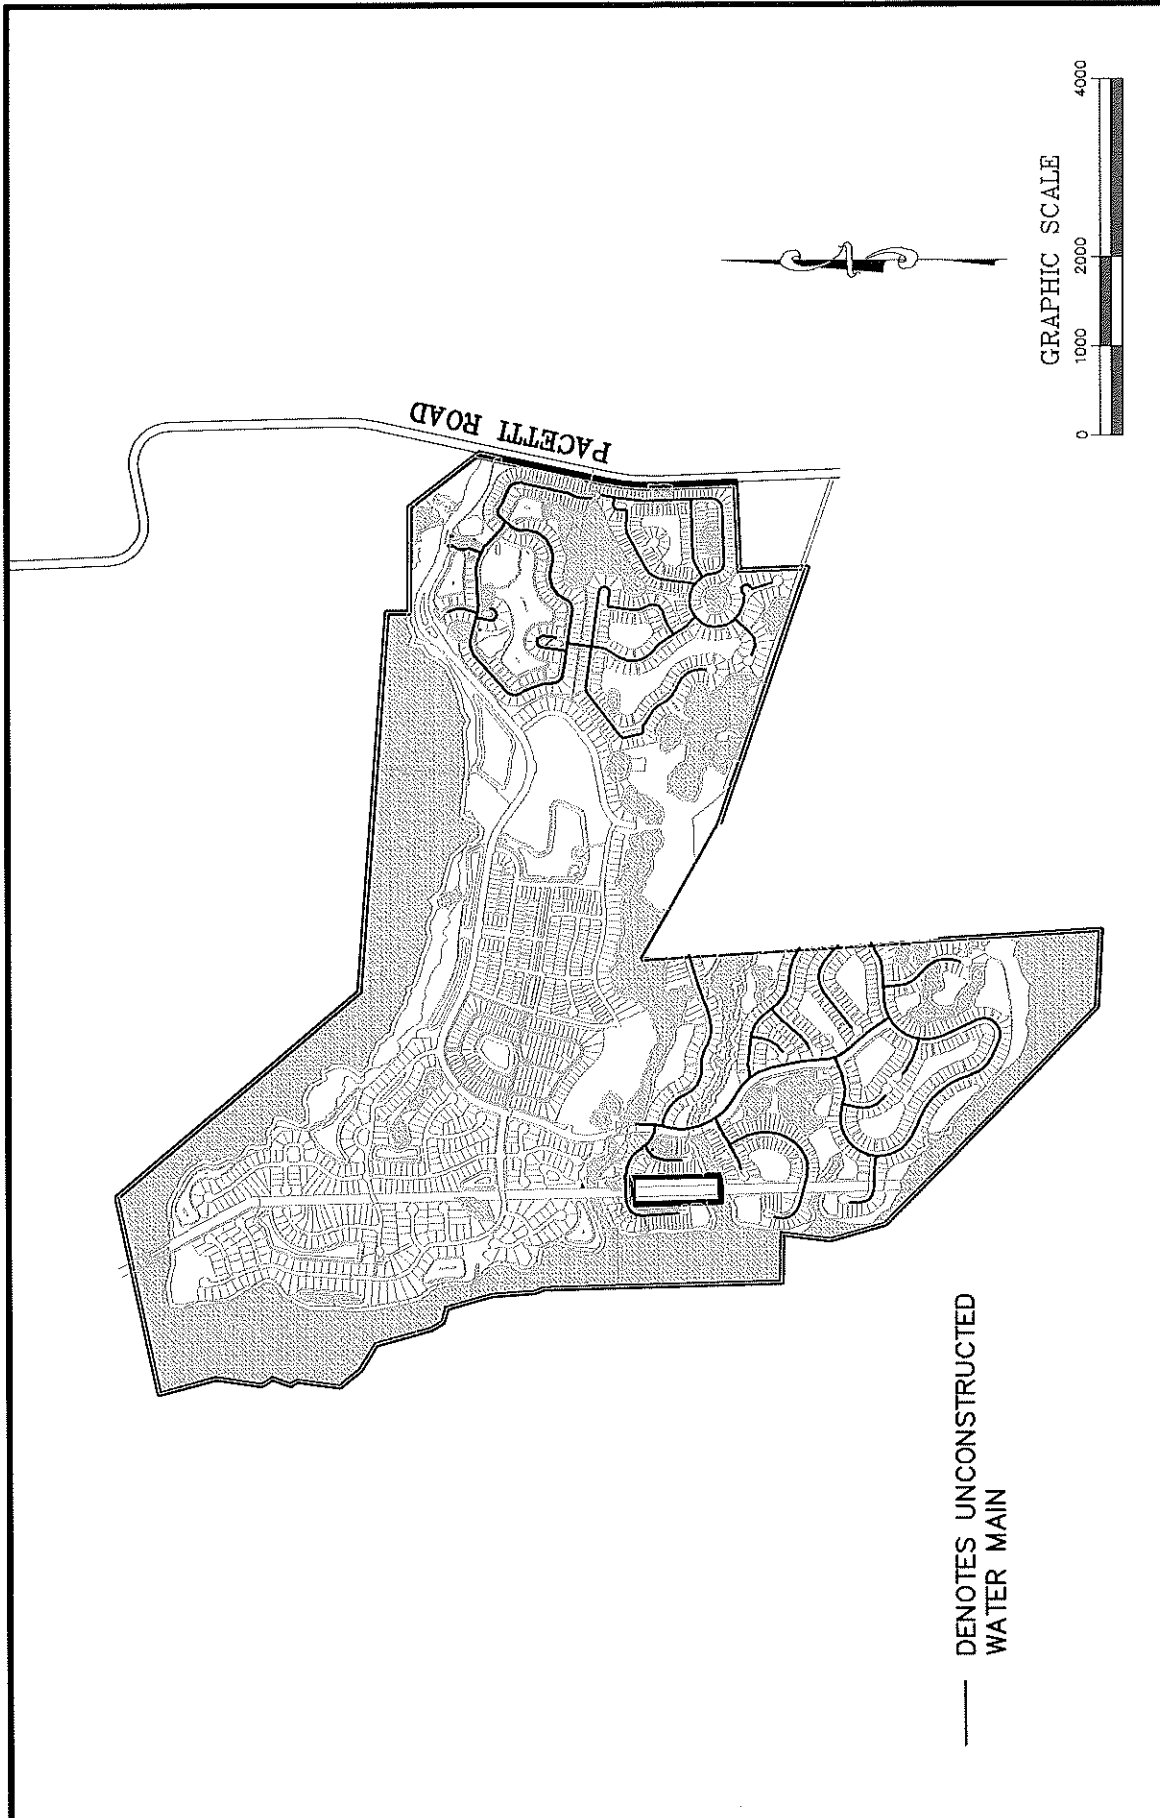 PACETTI ROAD
GRAPHIC SCALE
0 1000 2000 4000
DENOTES UNCONSTRUCTED
WATER MAIN